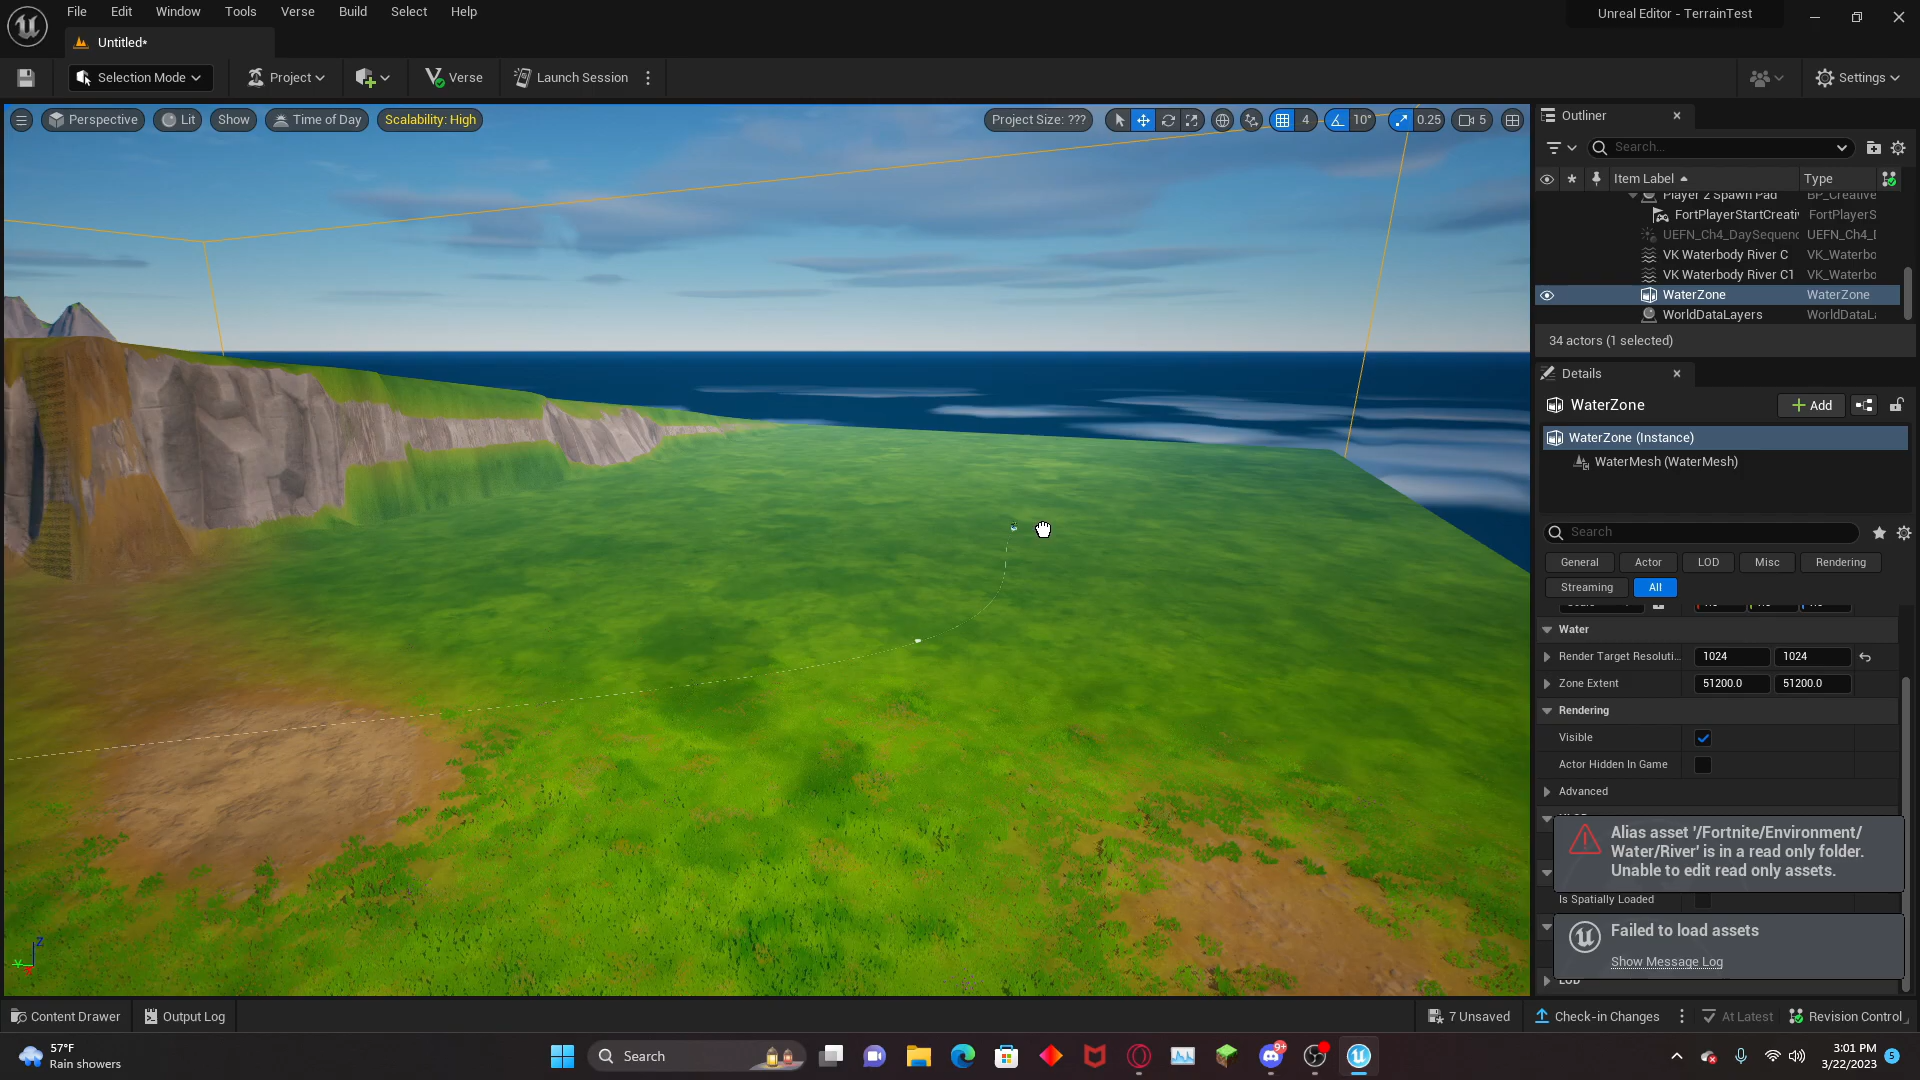 File Edit Window Tools Verse Build Select Help
Unreal Editor - TerrainTest
Untitled*
Selection Mode Project Verse Launch Session Settings
Perspective Lit Show Time of Day Scalability: High Project Size: ??? 4 10° 0.25 5
Outliner
Search...
Item Label Type
Player 2 Spawn Pad BP_Creative
FortPlayerStartCreati FortPlayerS
UEFN_Ch4_DaySequenc UEFN_Ch4_D
VK Waterbody River C VK_Waterbo
VK Waterbody River C1 VK_Waterbo
WaterZone WaterZone
WorldDataLayers WorldDataLa
34 actors (1 selected)
Details
WaterZone Add
WaterZone (Instance)
WaterMesh (WaterMesh)
Search
General Actor LOD Misc Rendering
Streaming All
Water
Render Target Resoluti... 1024 1024
Zone Extent 51200.0 51200.0
Rendering
Visible
Actor Hidden In Game
Advanced
Alias asset '/Fortnite/Environment/
Water/River' is in a read only folder.
Unable to edit read only assets.
Is Spatially Loaded
Failed to load assets
Show Message Log
LOD
Z
Y
Content Drawer Output Log 7 Unsaved Check-in Changes At Latest Revision Control
57°F
Rain showers
Search
9+
3:01 PM
3/22/2023
5